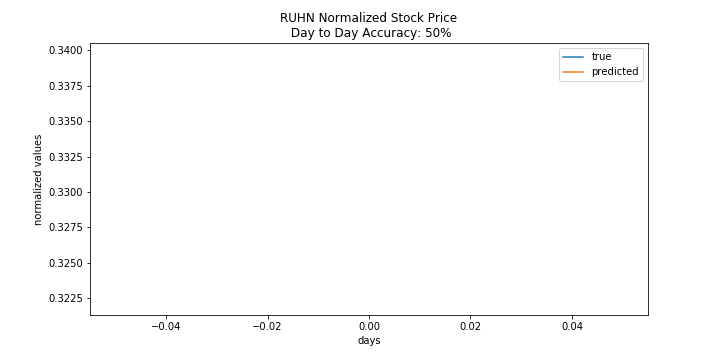 RUHN Normalized Stock Price
Day to Day Accuracy: 50%
true
predicted
normalized values
0.3400
0.3375
0.3350
0.3325
0.3300
0.3275
0.3250
0.3225
−0.04
−0.02
0.00
0.02
0.04
days